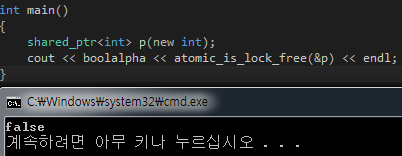 int main()
{
shared_ptr<int> p(new int);
cout << boolalpha << atomic_is_lock_free(&p) << endl;
}
C:\. C:₩Windows₩system32₩cmd.exe
false
계속하려면 아무 키나 누르십시오 . . .